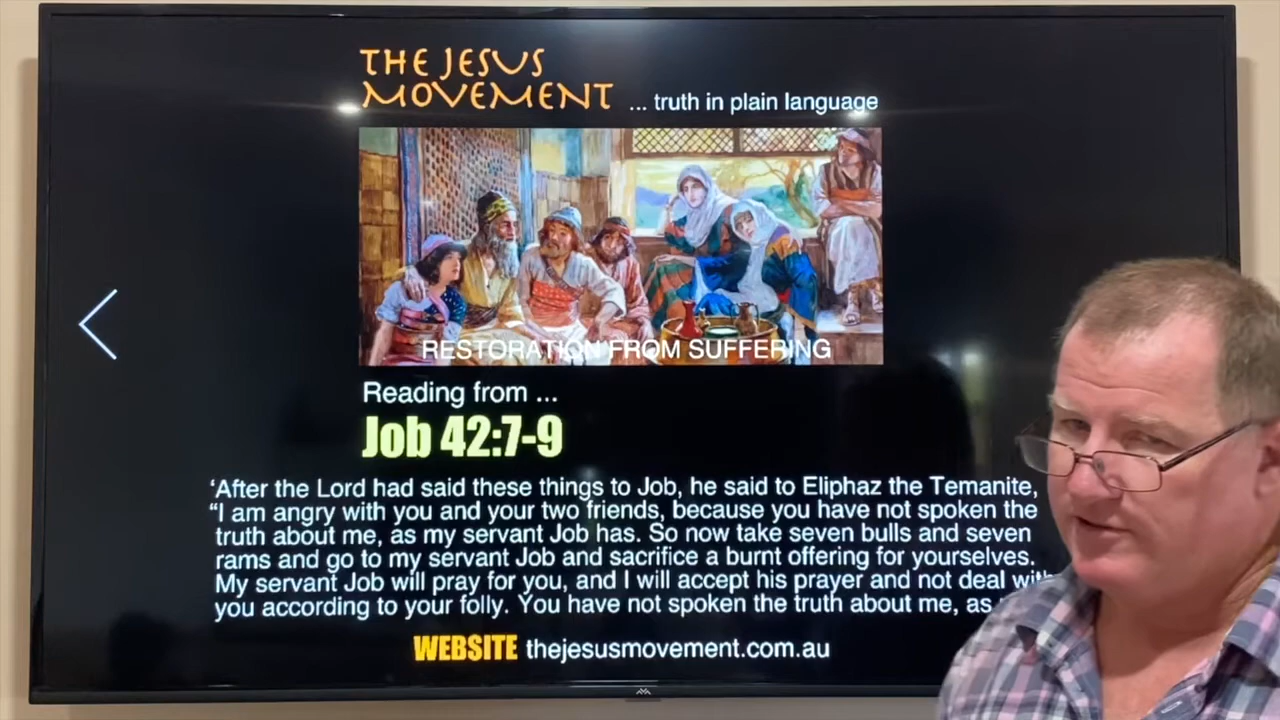 THE JESUS
MOVEMENT ... truth in plain language
RESTORATION FROM SUFFERING
Reading from ...
Job 42:7-9
‘After the Lord had said these things to Job, he said to Eliphaz the Temanite,
“I am angry with you and your two friends, because you have not spoken the
truth about me, as my servant Job has. So now take seven bulls and seven
rams and go to my servant Job and sacrifice a burnt offering for yourselves.
My servant Job will pray for you, and I will accept his prayer and not deal with
you according to your folly. You have not spoken the truth about me, as
WEBSITE thejesusmovement.com.au